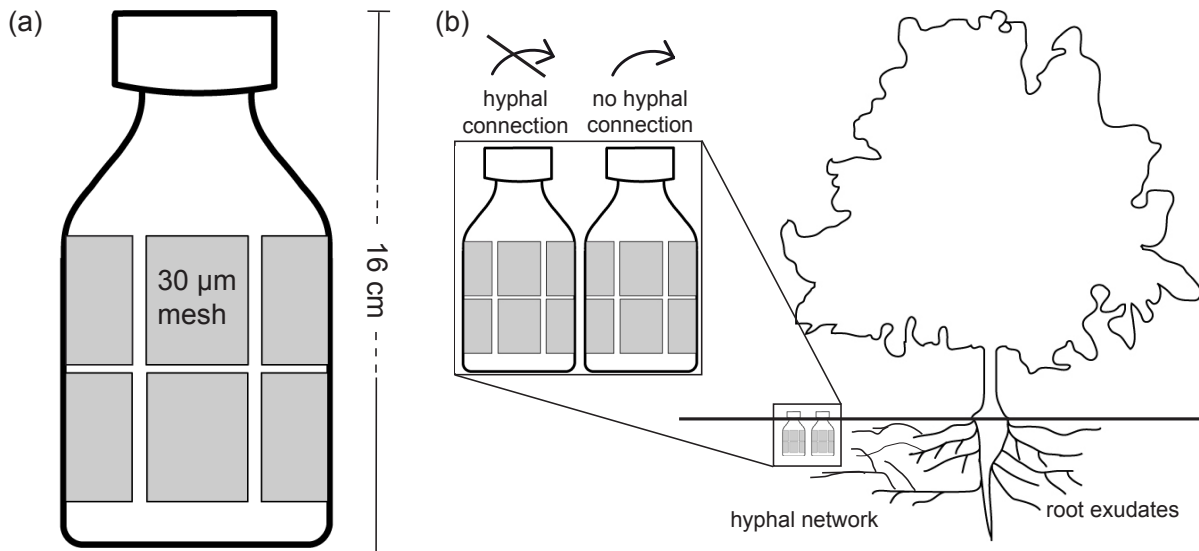 (a)
30 µm
mesh
16 cm
(b)
hyphal
connection
no hyphal
connection
hyphal network
root exudates